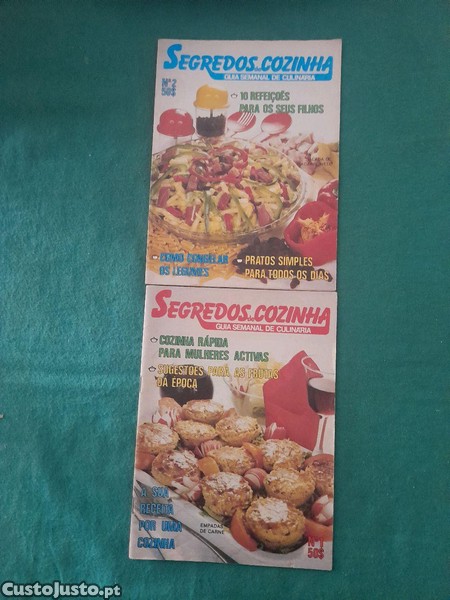 SEGREDOS DE COZINHA
GUIA SEMANAL DE CULINÁRIA
Nº2
50$
10 REFEIÇÕES
PARA OS SEUS FILHOS
COMO CONGELAR
OS LEGUMES
PRATOS SIMPLES
PARA TODOS OS DIAS
SEGREDOS DE COZINHA
GUIA SEMANAL DE CULINÁRIA
COZINHA RÁPIDA
PARA MULHERES ACTIVAS
SUGESTÕES PARA AS FRUTAS
DA ÉPOCA
A SUA
RECEITA
POR UMA
COZINHA
EMPADAS
DE CARNE
Nº1
50$
CustoJusto.pt